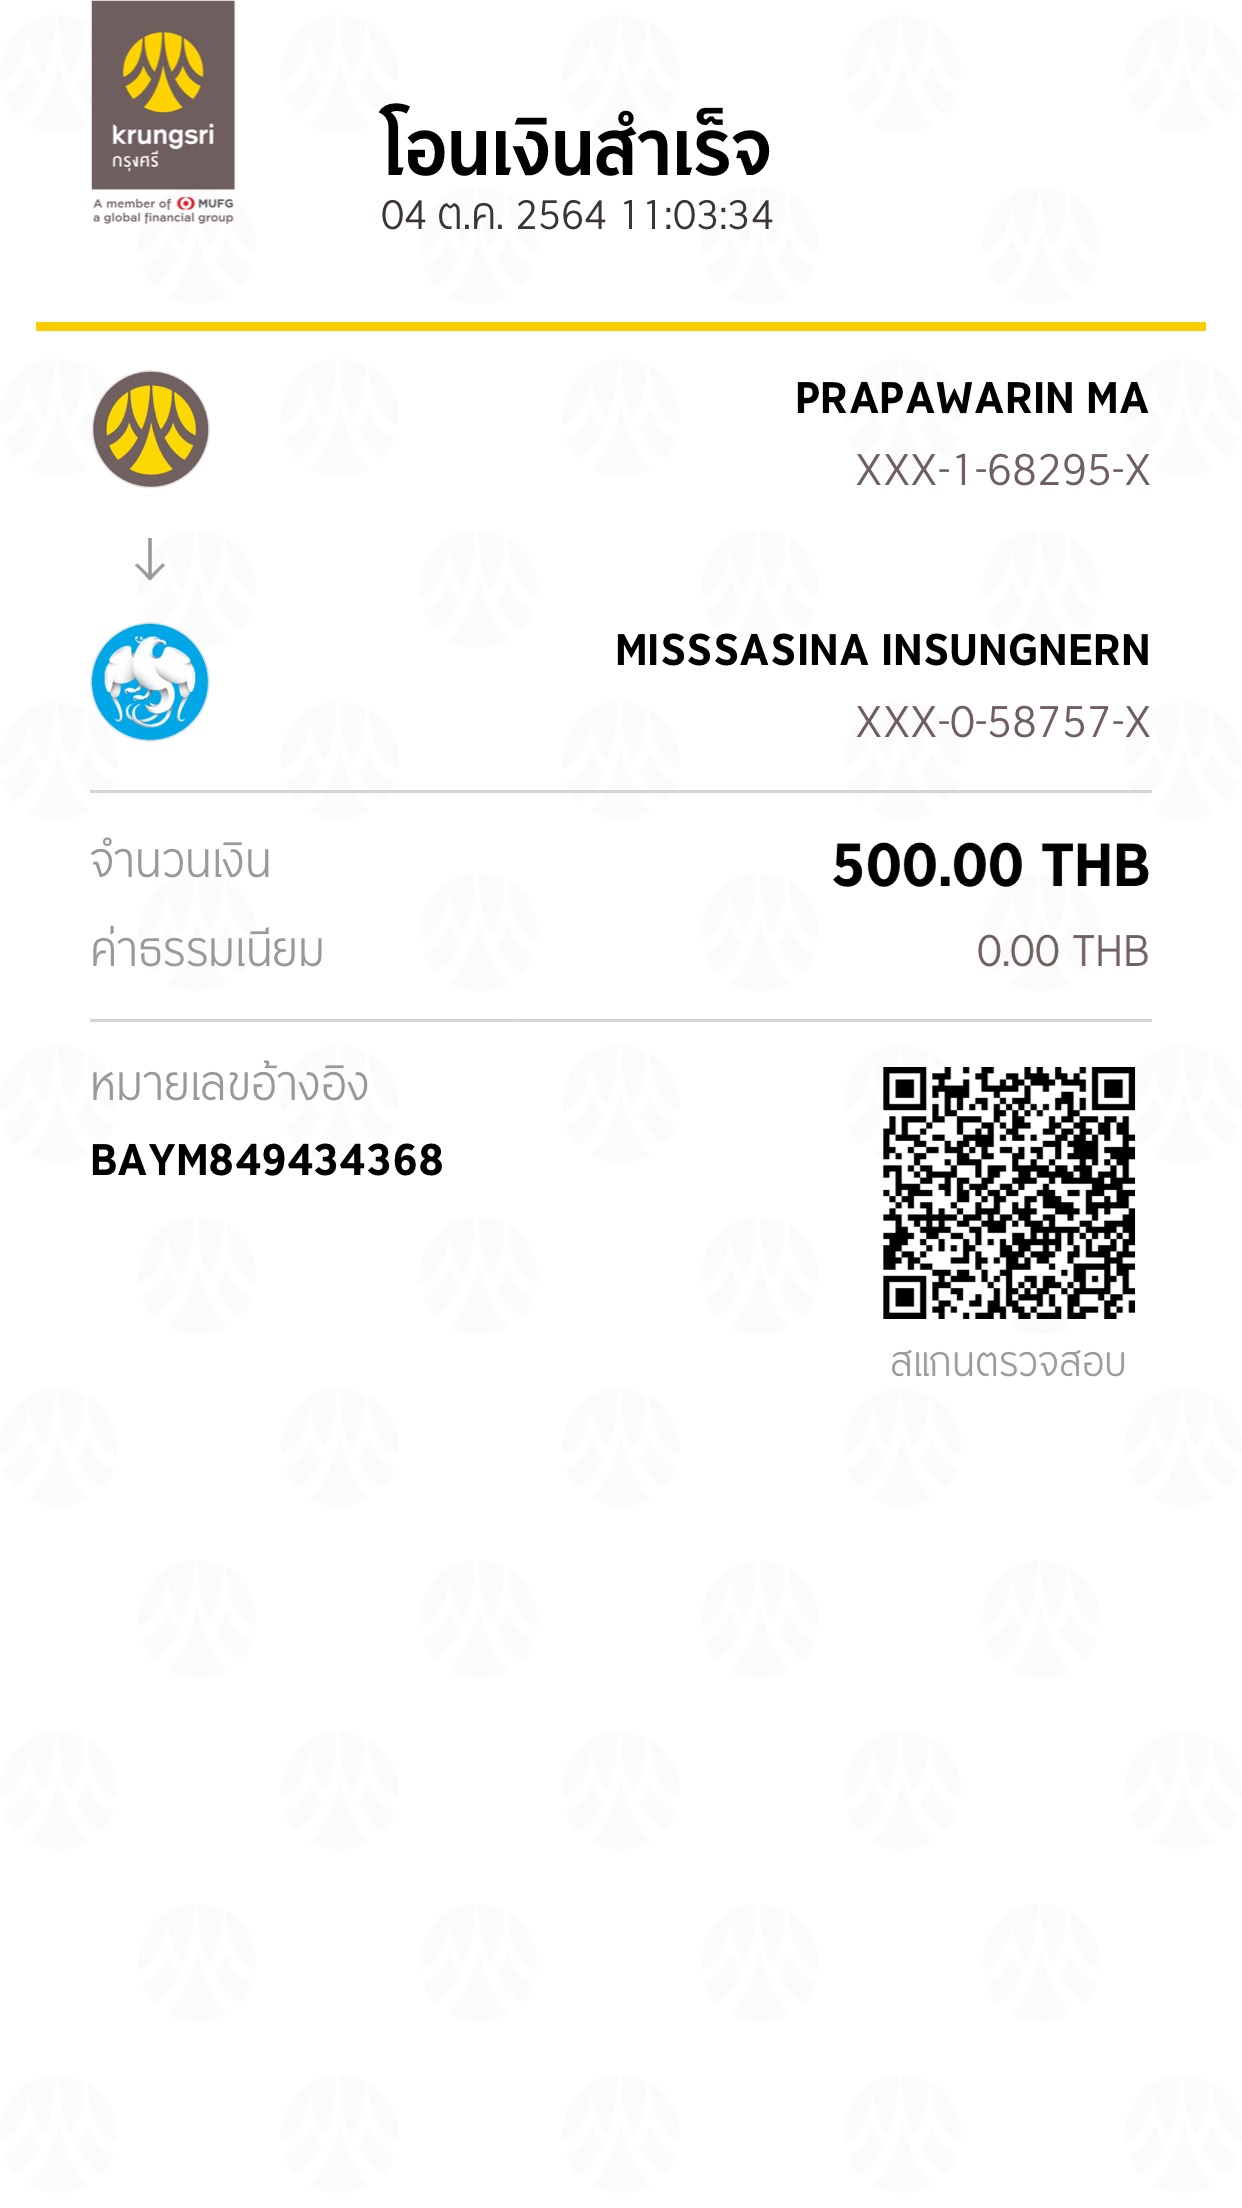 krungsri
กรุงศรี
A member of MUFG
a global financial group
โอนเงินสำเร็จ
04 ต.ค. 2564 11:03:34
PRAPAWARIN MA
XXX-1-68295-X
MISSSASINA INSUNGNERN
XXX-0-58757-X
จำนวนเงิน 500.00 THB
ค่าธรรมเนียม 0.00 THB
หมายเลขอ้างอิง
BAYM849434368
สแกนตรวจสอบ